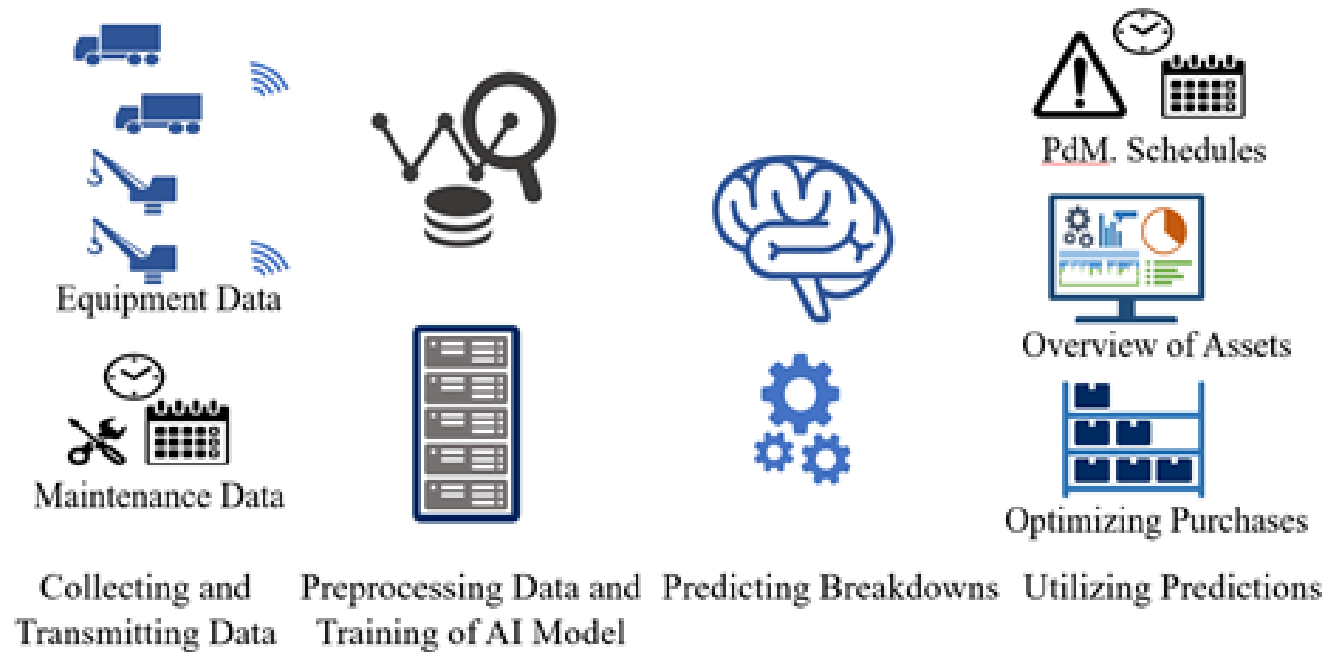 PdM. Schedules
Equipment Data
Overview of Assets
Maintenance Data
Optimizing Purchases
Collecting and
Transmitting Data
Preprocessing Data and
Training of AI Model
Predicting Breakdowns
Utilizing Predictions